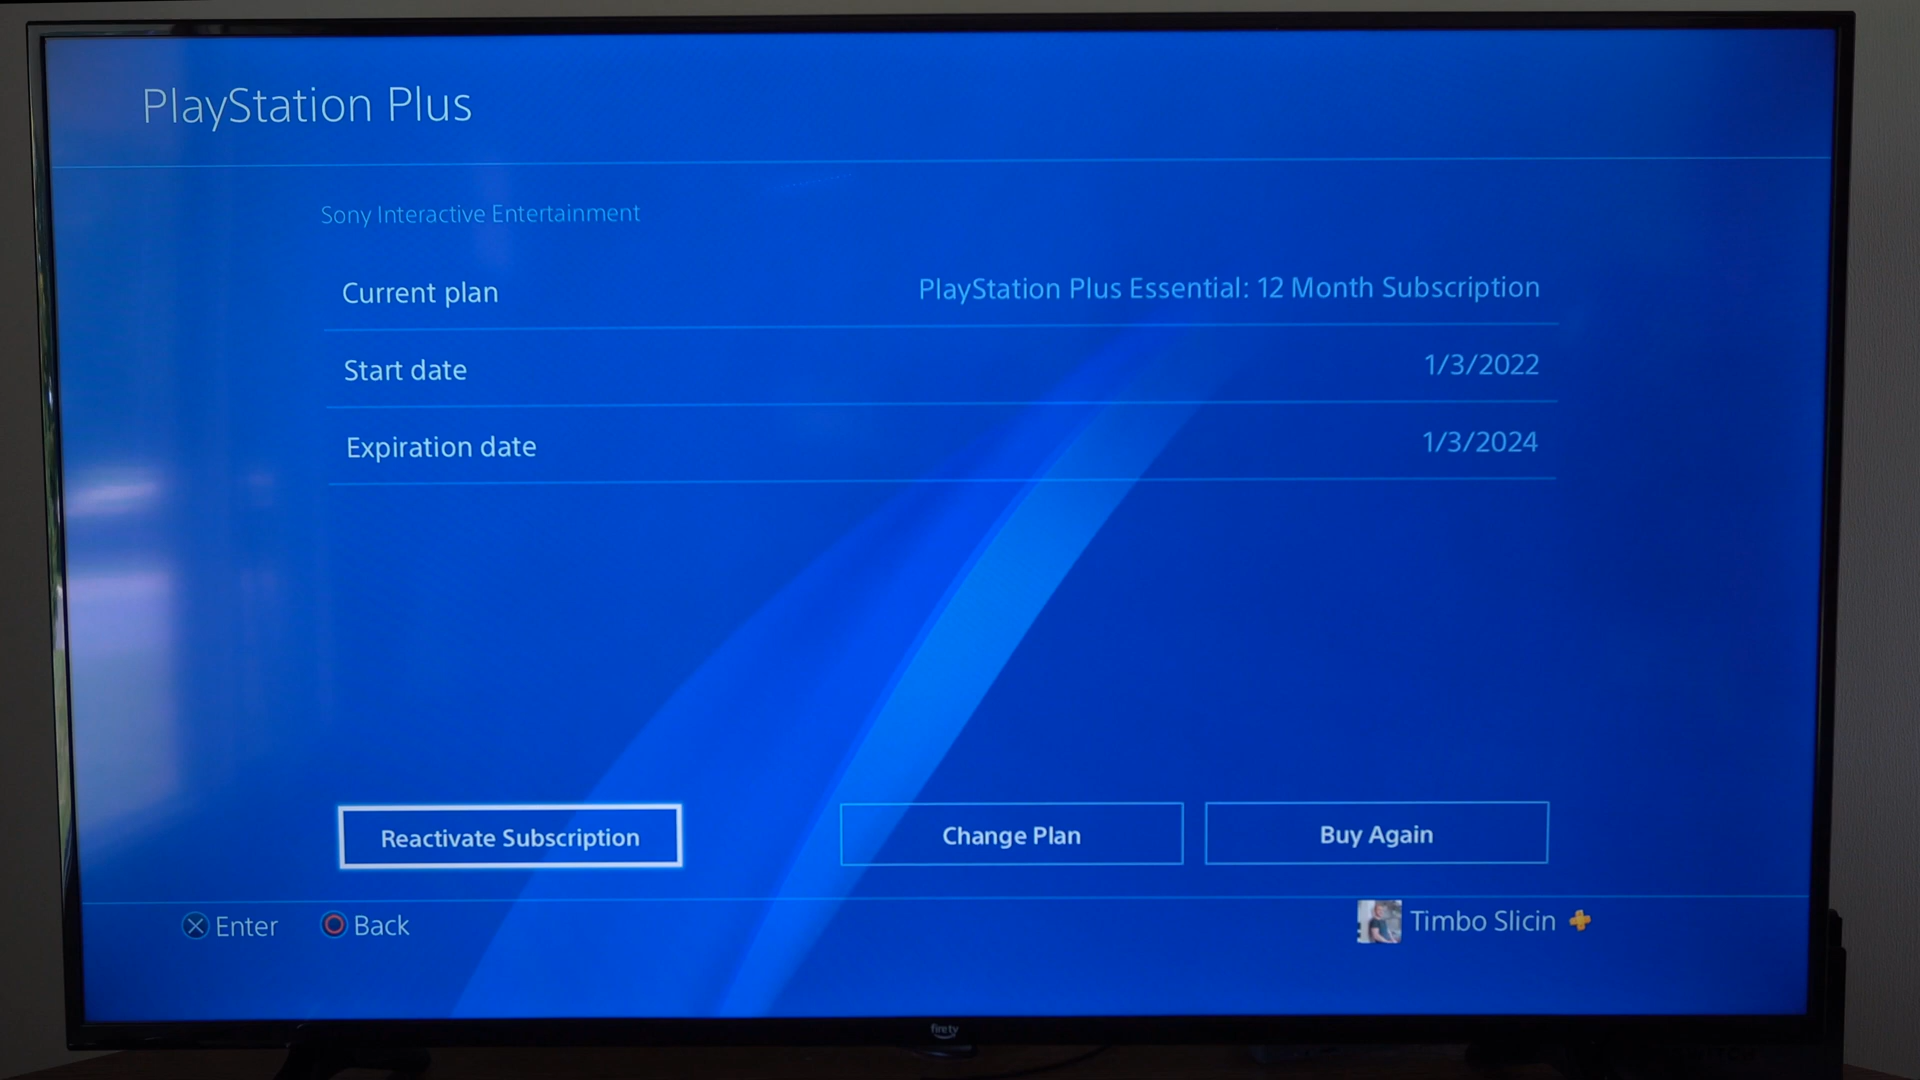 PlayStation Plus
Sony Interactive Entertainment
Current plan PlayStation Plus Essential: 12 Month Subscription
Start date 1/3/2022
Expiration date 1/3/2024
Reactivate Subscription Change Plan Buy Again
Enter Back Timbo Slicin
firetv